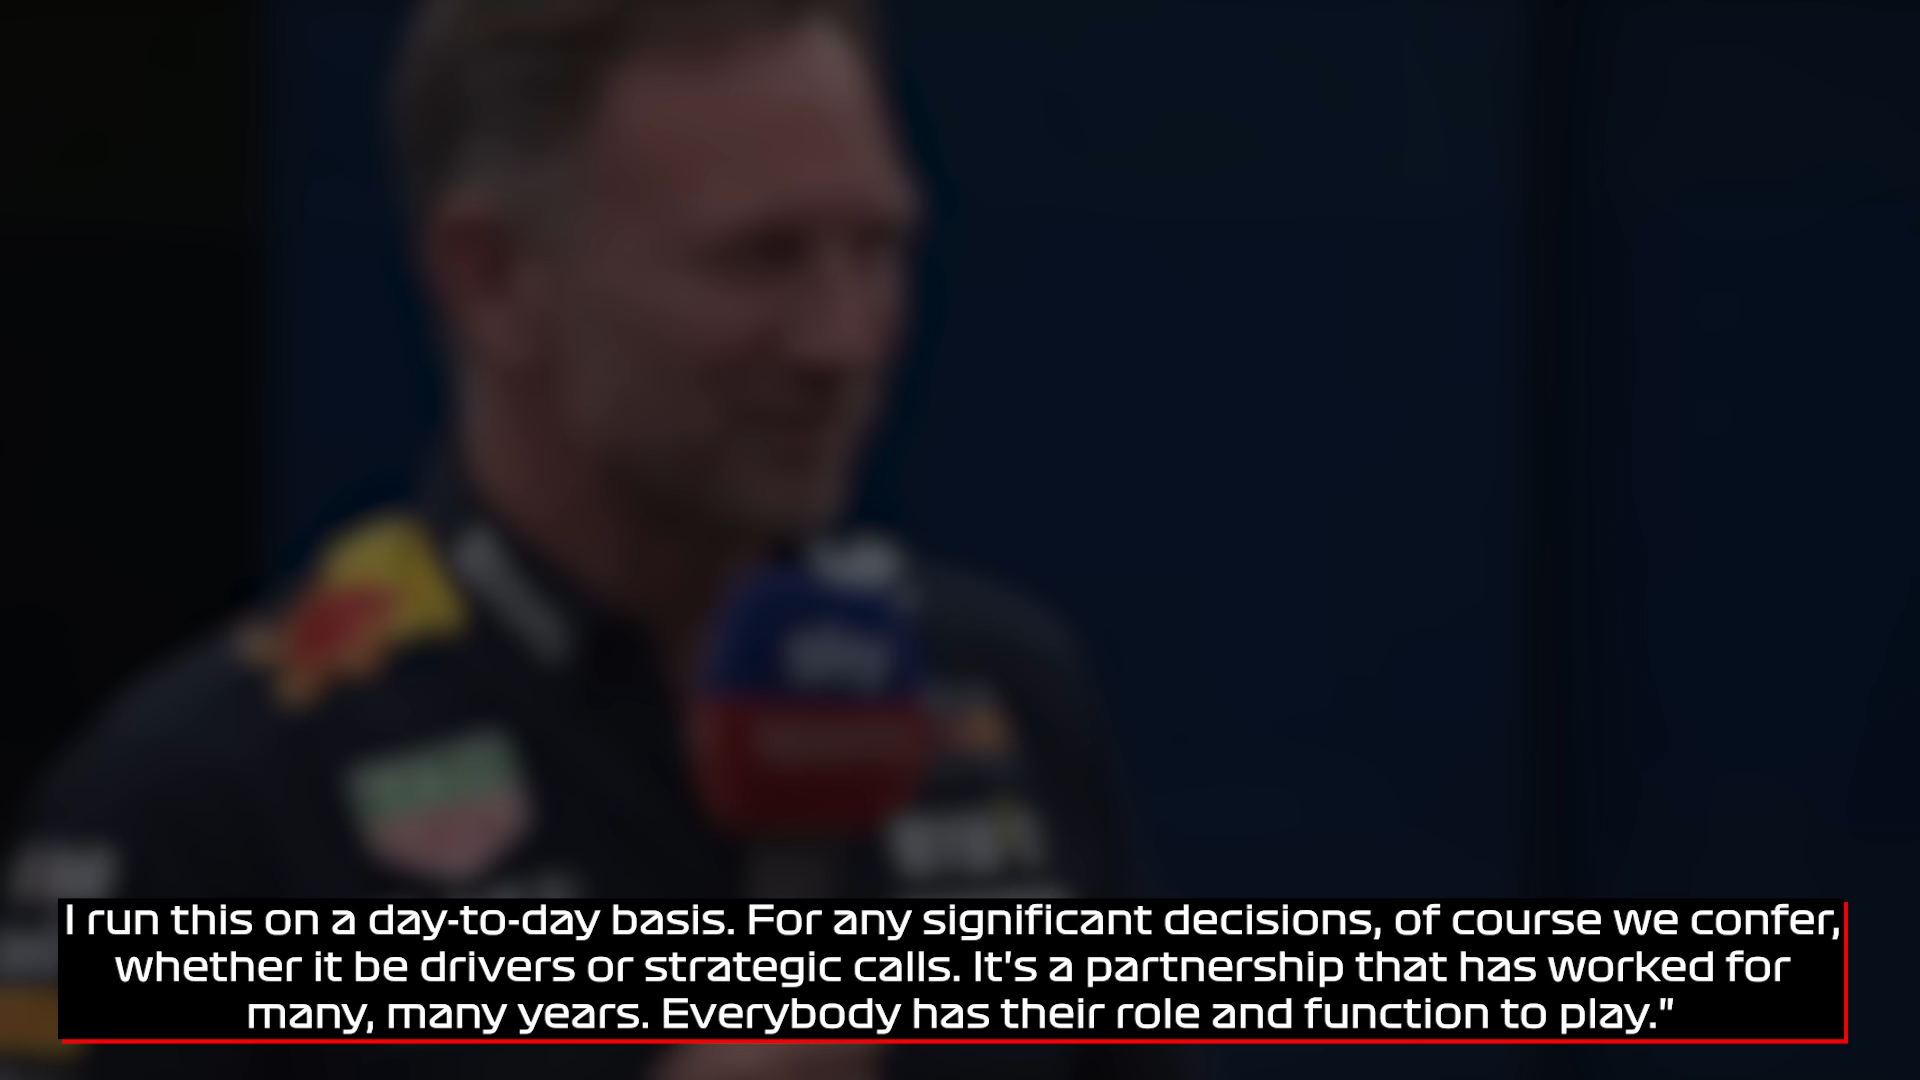 sky
I run this on a day-to-day basis. For any significant decisions, of course we confer,
whether it be drivers or strategic calls. It's a partnership that has worked for
many, many years. Everybody has their role and function to play.”